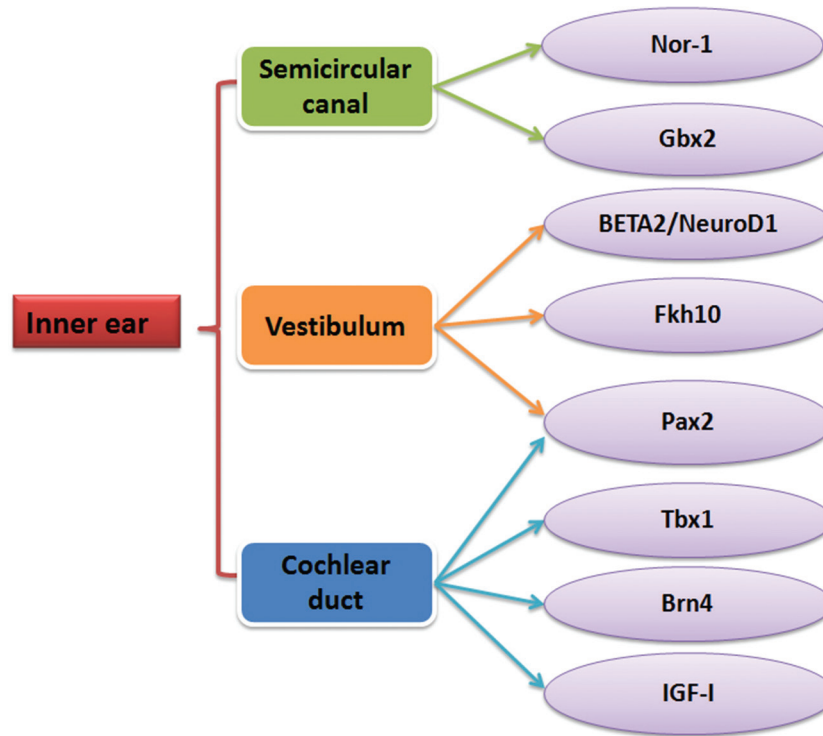 Inner ear
Semicircular
canal
Vestibulum
Cochlear
duct
Nor-1
Gbx2
BETA2/NeuroD1
Fkh10
Pax2
Tbx1
Brn4
IGF-I